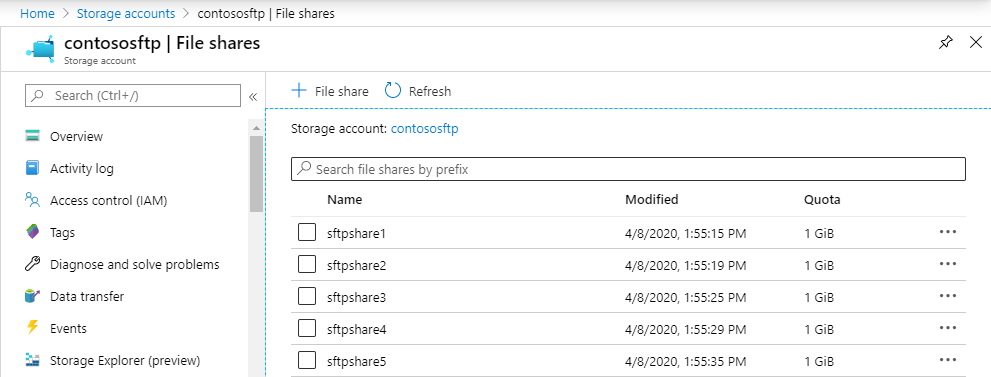 Home > Storage accounts > contososftp | File shares
contososftp | File shares
Storage account
Search (Ctrl+/)
«
Overview
Activity log
Access control (IAM)
Tags
Diagnose and solve problems
Data transfer
Events
Storage Explorer (preview)
+ File share Refresh
Storage account: contososftp
Search file shares by prefix
Name Modified Quota
sftpshare1 4/8/2020, 1:55:15 PM 1 GiB ...
sftpshare2 4/8/2020, 1:55:19 PM 1 GiB ...
sftpshare3 4/8/2020, 1:55:25 PM 1 GiB ...
sftpshare4 4/8/2020, 1:55:29 PM 1 GiB ...
sftpshare5 4/8/2020, 1:55:35 PM 1 GiB ...